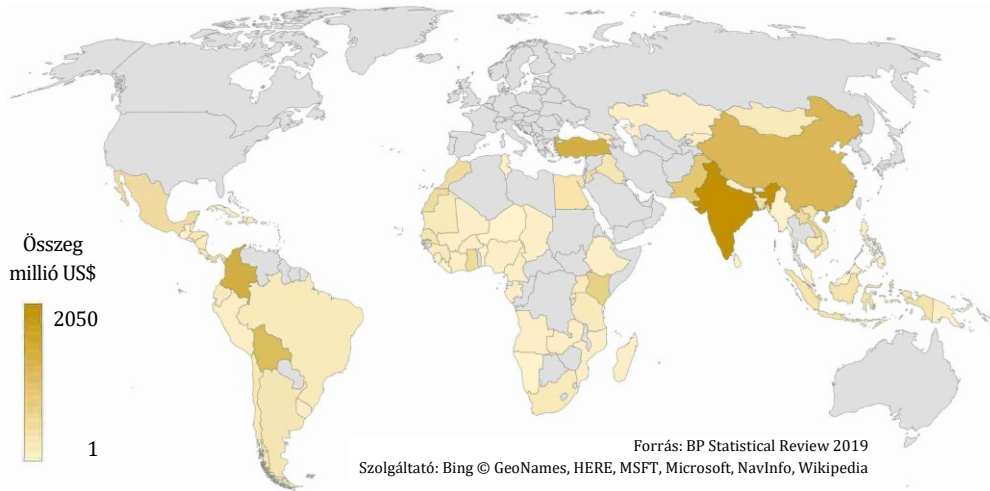 Összeg
millió US$
2050
1
Forrás: BP Statistical Review 2019
Szolgáltató: Bing © GeoNames, HERE, MSFT, Microsoft, NavInfo, Wikipedia